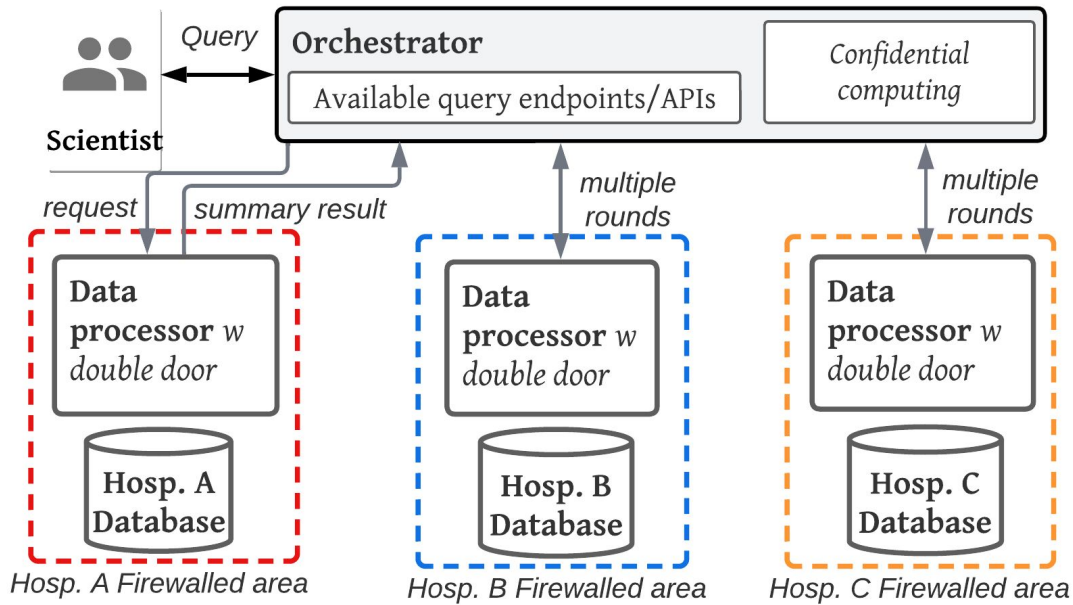 Query
Scientist
Orchestrator
Available query endpoints/APIs
Confidential
computing
request
summary result
multiple
rounds
multiple
rounds
Data
processor w
double door
Hosp. A
Database
Hosp. A Firewalled area
Data
processor w
double door
Hosp. B
Database
Hosp. B Firewalled area
Data
processor w
double door
Hosp. C
Database
Hosp. C Firewalled area